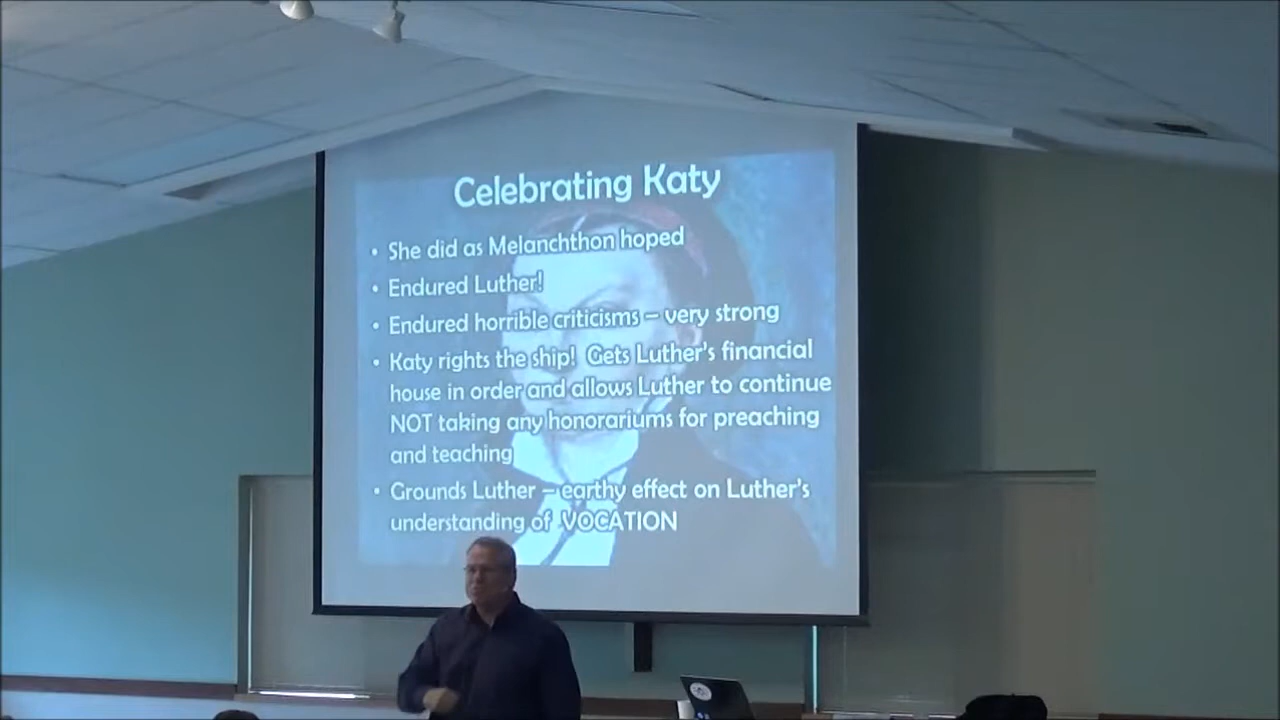 Celebrating Katy
• She did as Melanchthon hoped
• Endured Luther!
• Endured horrible criticisms – very strong
• Katy rights the ship! Gets Luther's financial
house in order and allows Luther to continue
NOT taking any honorariums for preaching
and teaching
• Grounds Luther – earthy effect on Luther's
understanding of VOCATION